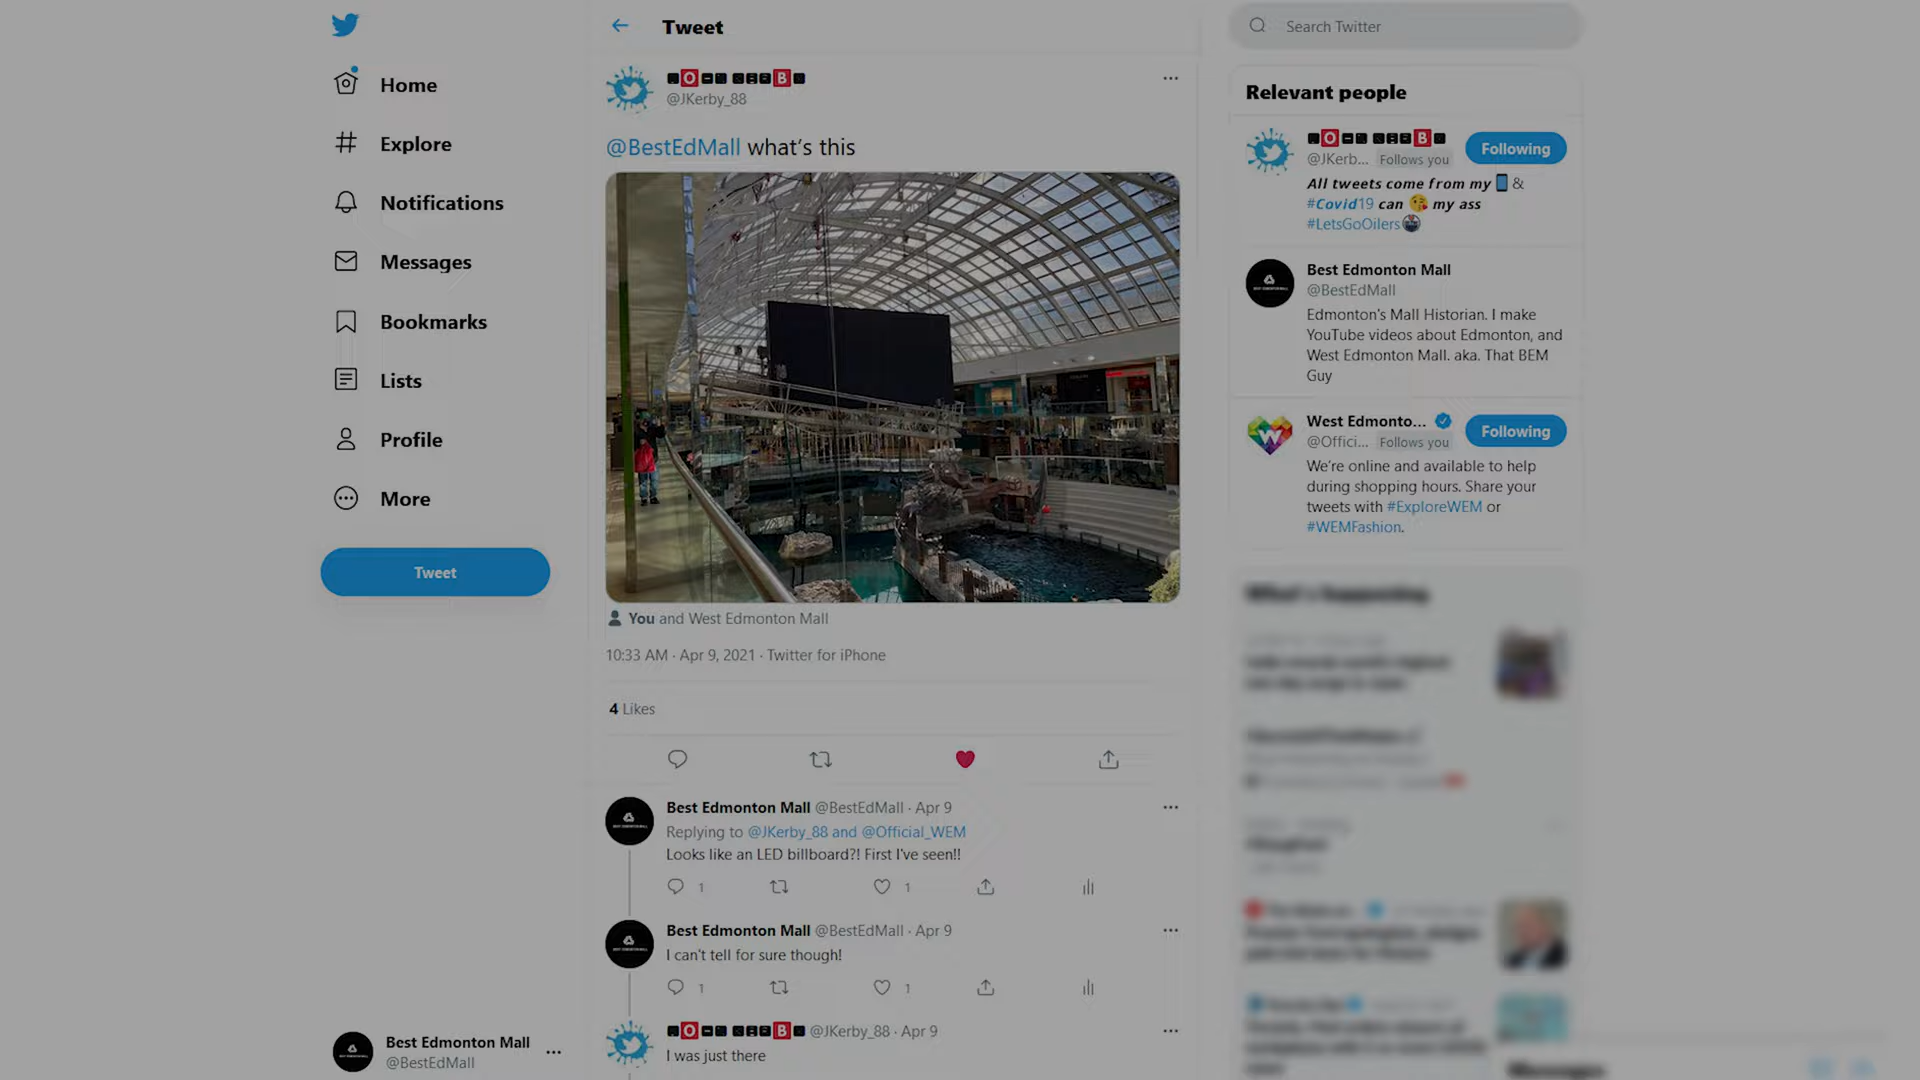 Home
Explore
Notifications
Messages
Bookmarks
Lists
Profile
More
Tweet
Best Edmonton Mall
@BestEdMall
Tweet
@JKerby_88
@BestEdMall what's this
You and West Edmonton Mall
10:33 AM · Apr 9, 2021 · Twitter for iPhone
4 Likes
Best Edmonton Mall @BestEdMall · Apr 9
Replying to @JKerby_88 and @Official_WEM
Looks like an LED billboard?! First I've seen!!
1 1
Best Edmonton Mall @BestEdMall · Apr 9
I can't tell for sure though!
1 1
@JKerby_88 · Apr 9
I was just there
Search Twitter
Relevant people
@JKerb... Follows you
Following
All tweets come from my &
#Covid19 can my ass
#LetsGoOilers
Best Edmonton Mall
@BestEdMall
Edmonton's Mall Historian. I make
YouTube videos about Edmonton, and
West Edmonton Mall. aka. That BEM
Guy
West Edmonto...
@Offici... Follows you
Following
We're online and available to help
during shopping hours. Share your
tweets with #ExploreWEM or
#WEMFashion.
What's happening
Messages